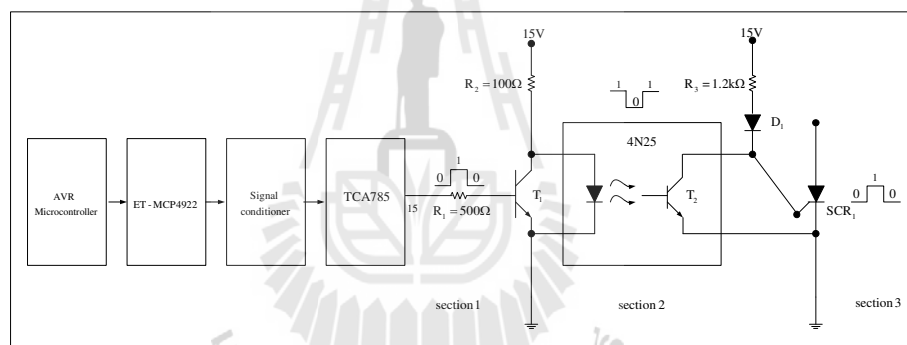 15V
15V
R2 = 100Ω
1 1
0
R3 = 1.2kΩ
D1
4N25
AVR
Microcontroller
ET - MCP4922
Signal
conditioner
TCA785
15
1
0 0
R1 = 500Ω
T1
T2
SCR1
1
0 0
section 1
section 2
section 3